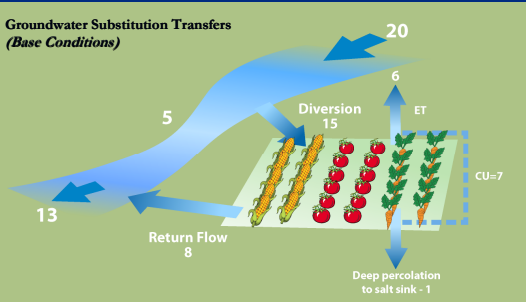 Groundwater Substitution Transfers
(Base Conditions)
20
6
ET
Diversion
15
5
CU=7
13
Return Flow
8
Deep percolation
to salt sink - 1